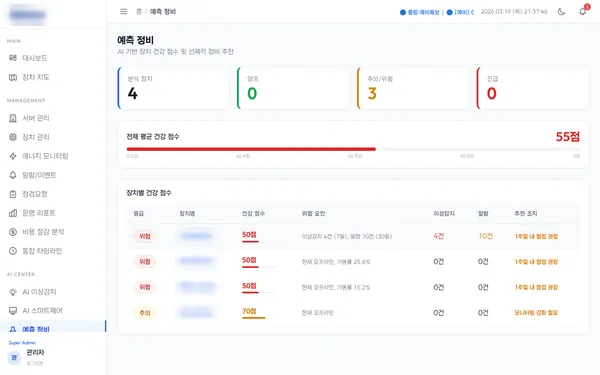 예측 정비
풍랑 예비특보 | [예비] C
2026.03.19 (목) 21:37:46
1
MAIN
대시보드
장치 지도
MANAGEMENT
서버 관리
장치 관리
에너지 모니터링
알람/이벤트
점검요청
운영 리포트
비용 절감 분석
통합 타임라인
AI CENTER
AI 이상감지
AI 스마트제어
예측 정비
Super Admin
관
관리자
로그아웃
예측 정비
AI 기반 장치 건강 점수 및 선제적 정비 추천
분석 장치
4
양호
0
주의/위험
3
긴급
0
전체 평균 건강 점수
55점
장치별 건강 점수
등급 장치명 건강 점수 위험 요인 이상감지 알람 추천 조치
위험 50점 이상감지 4건 (7일), 알람 10건 (30일) 4건 10건 1주일 내 점검 권장
위험 50점 현재 오프라인, 가동률 25.8% 0건 0건 1주일 내 점검 권장
위험 50점 현재 오프라인, 가동률 15.2% 0건 0건 1주일 내 점검 권장
주의 70점 현재 오프라인 0건 0건 모니터링 강화 필요